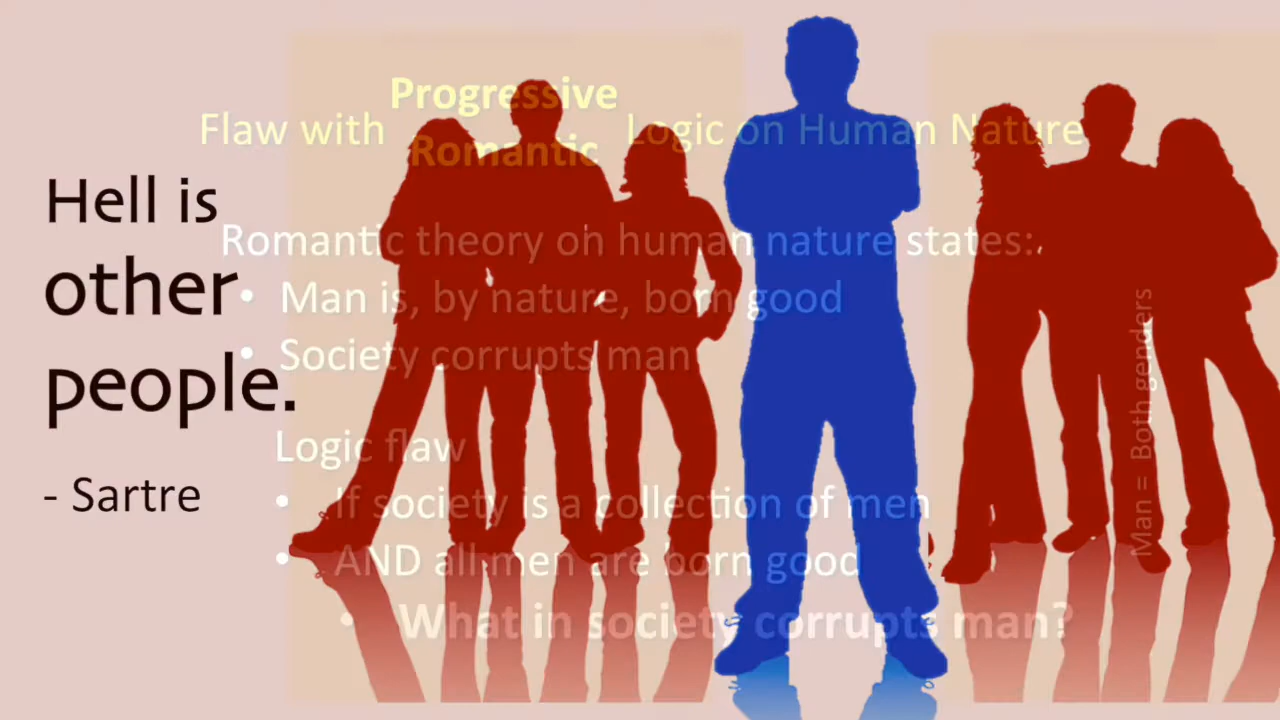 Hell is
other
people.
- Sartre
Progressive
Flaw with Romantic Logic on Human Nature
Romantic theory on human nature states:
• Man is, by nature, born good
• Society corrupts man
Logic flaw
• If society is a collection of men
• AND all men are born good
• What in society corrupts man?
Man = Both genders